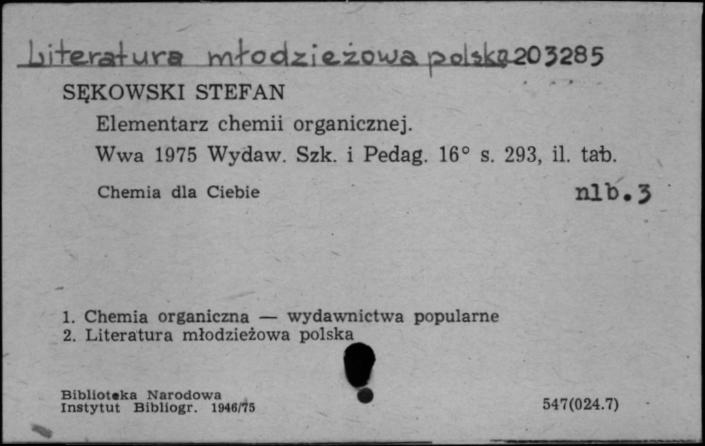 Literatura młodzieżowa polska 203285
SĘKOWSKI STEFAN
Elementarz chemii organicznej.
Wwa 1975 Wydaw. Szk. i Pedag. 16° s. 293, il. tab.
Chemia dla Ciebie nlb.3
1. Chemia organiczna — wydawnictwa popularne
2. Literatura młodzieżowa polska
Biblioteka Narodowa
Instytut Bibliogr. 1946/75 547(024.7)